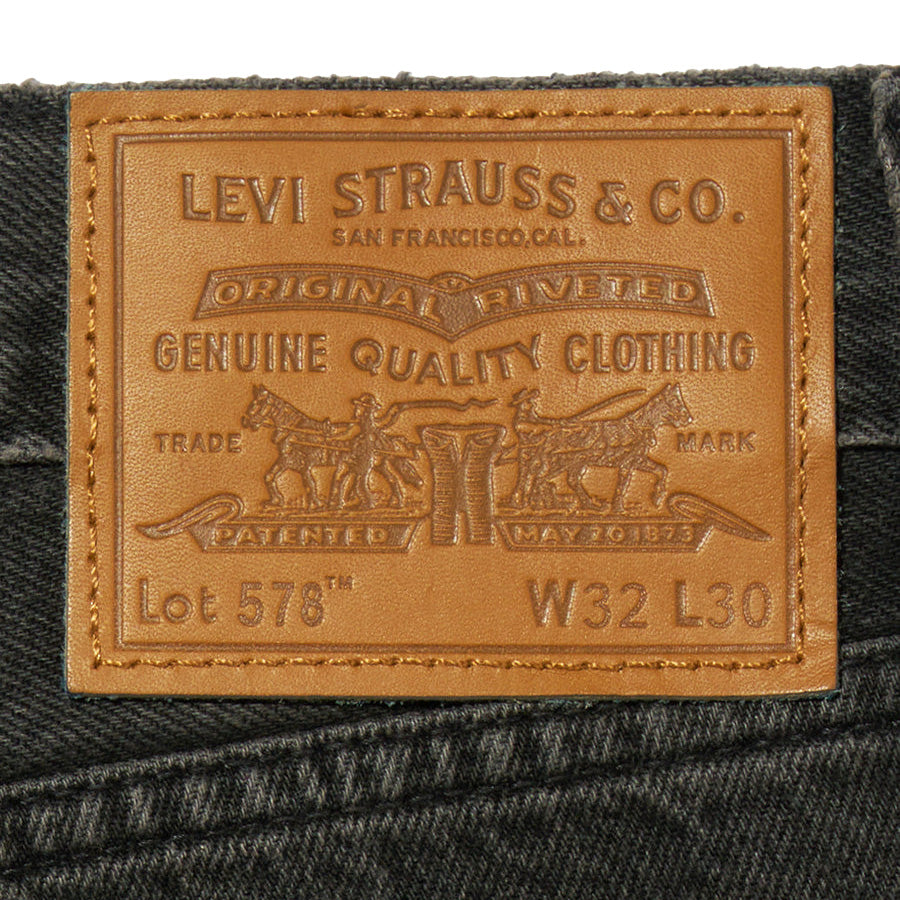 LEVI STRAUSS & CO.
SAN FRANCISCO, CAL.
ORIGINAL RIVETED
GENUINE QUALITY CLOTHING
TRADE MARK
PATENTED MAY 20 1873
Lot 578™ W32 L30